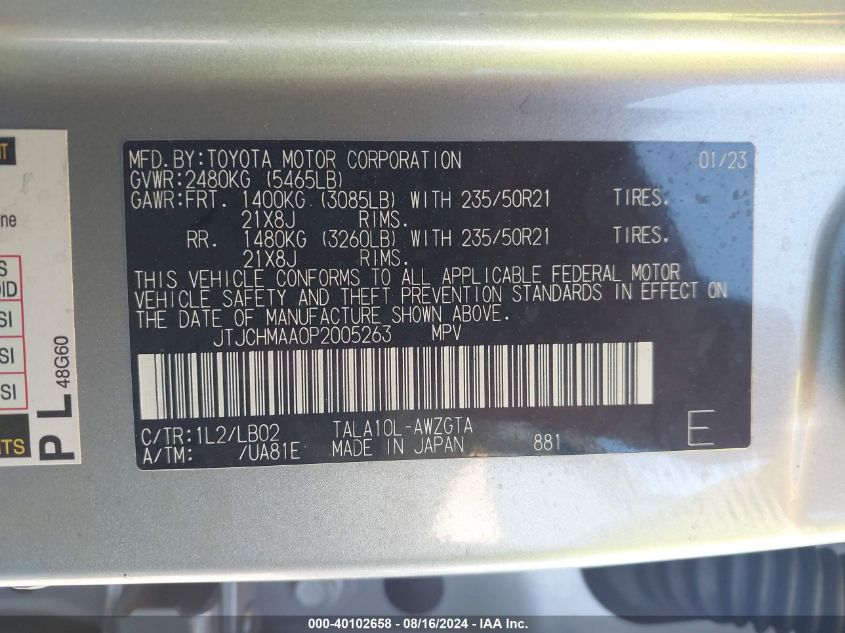 MFD.BY:TOYOTA MOTOR CORPORATION 01/23
GVWR:2480KG (5465LB)
GAWR:FRT. 1400KG (3085LB) WITH 235/50R21 TIRES.
21X8J RIMS.
RR. 1480KG (3260LB) WITH 235/50R21 TIRES.
21X8J RIMS.
THIS VEHICLE CONFORMS TO ALL APPLICABLE FEDERAL MOTOR
VEHICLE SAFETY AND THEFT PREVENTION STANDARDS IN EFFECT ON
THE DATE OF MANUFACTURE SHOWN ABOVE.
JTJCHMAA0P2005263 MPV
C/TR:1L2/LB02 TALA10L-AWZGTA
A/TM: /UA81E MADE IN JAPAN 881 E
PL 48G60
SI
SI
SI
000-40102658 - 08/16/2024 - IAA Inc.